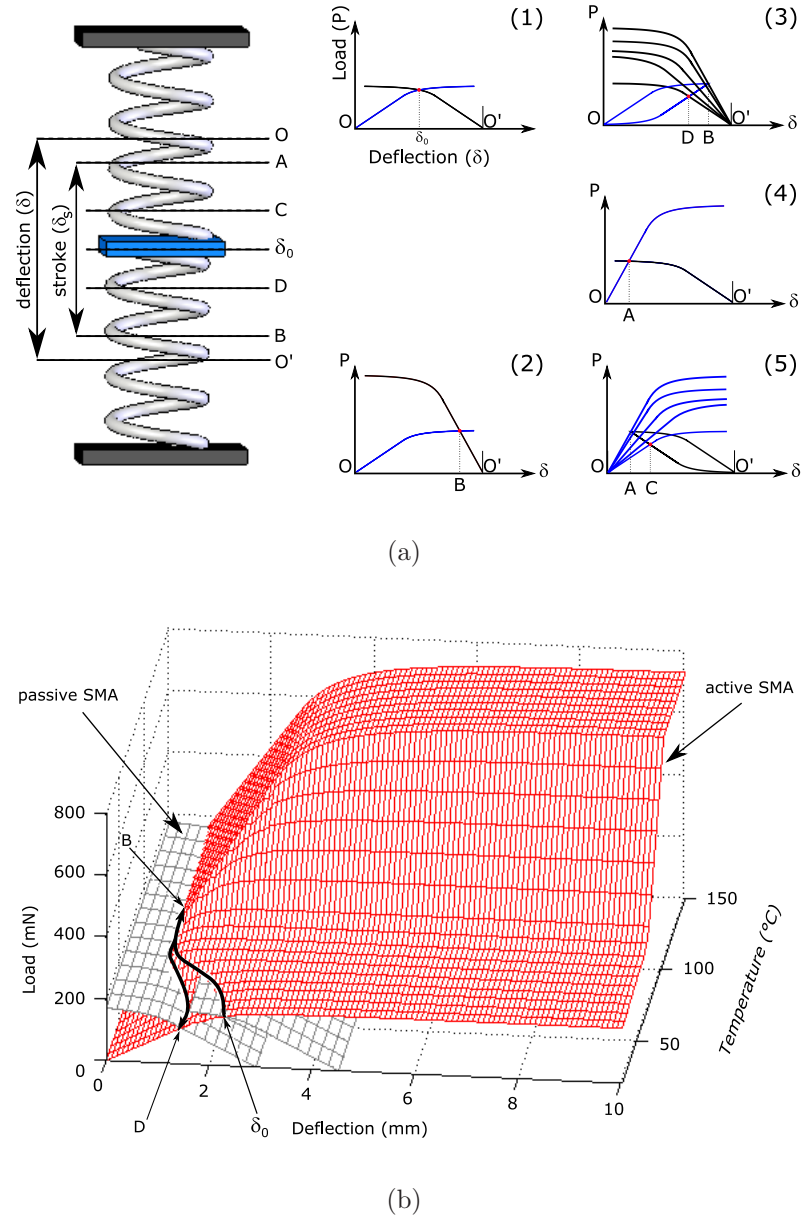 O
A
C
δ₀
D
B
O'
deflection (δ)
stroke (δₛ)
(1)
Load (P)
O
O'
δ₀
Deflection (δ)
(2)
P
O
O'
B
δ
(3)
P
O
O'
D
B
δ
(4)
P
O
O'
A
δ
(5)
P
O
O'
A
C
δ
(a)
passive SMA
active SMA
B
800
600
400
200
0
Load (mN)
0
2
4
6
8
10
D
δ₀
Deflection (mm)
150
100
50
Temperature (°C)
(b)